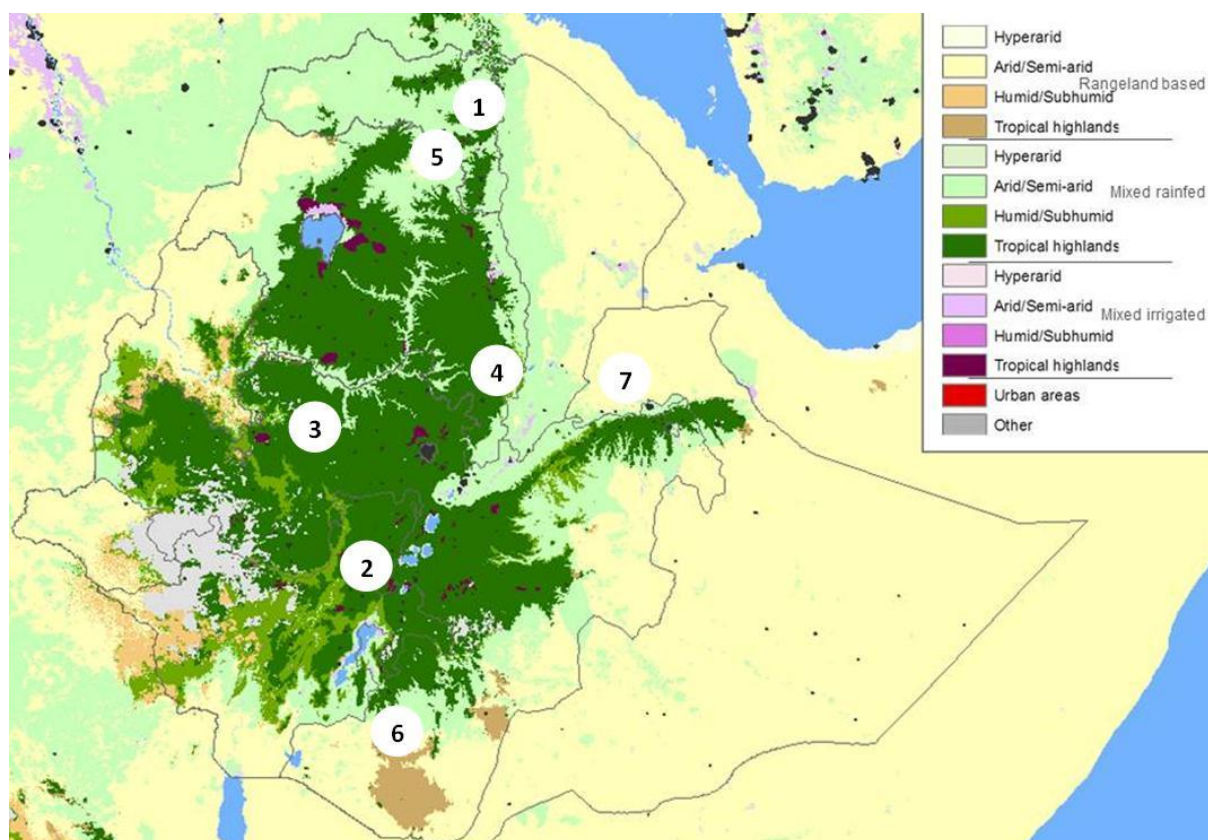 Hyperarid
Arid/Semi-arid
Rangeland based
Humid/Subhumid
Tropical highlands
Hyperarid
Arid/Semi-arid
Mixed rainfed
Humid/Subhumid
Tropical highlands
Hyperarid
Arid/Semi-arid
Mixed irrigated
Humid/Subhumid
Tropical highlands
Urban areas
Other
1
5
4
7
3
2
6